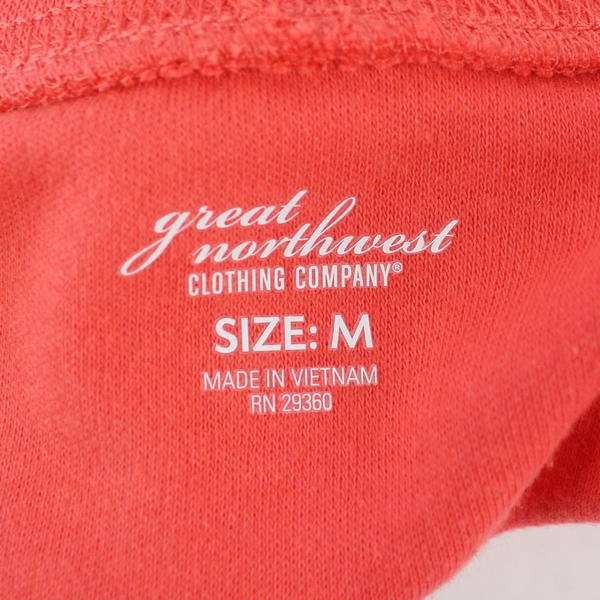 great
northwest
CLOTHING COMPANY®
SIZE: M
MADE IN VIETNAM
RN 29360